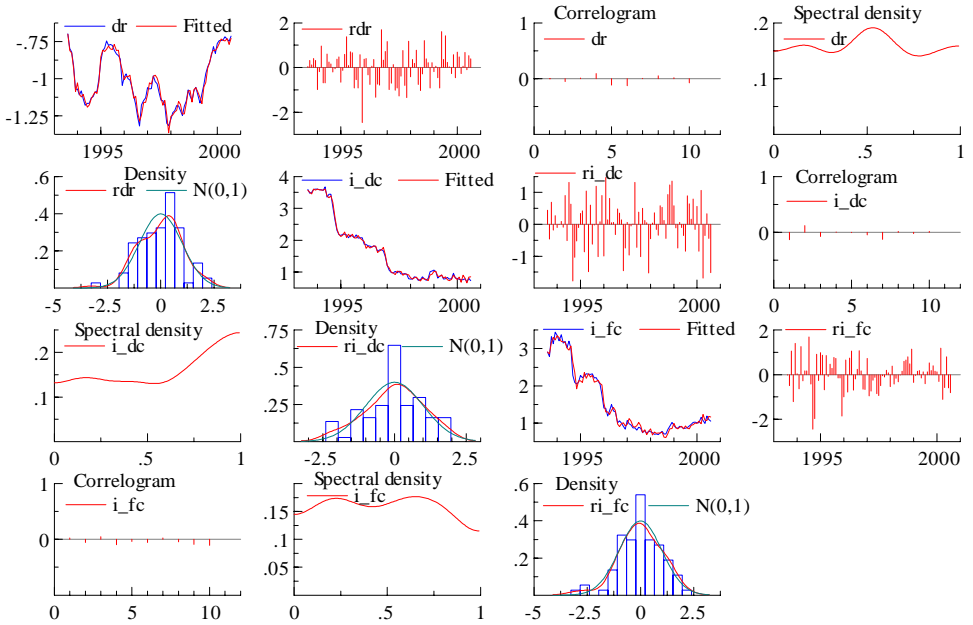 dr Fitted
-.75
-1
-1.25
1995 2000
rdr
2
0
-2
1995 2000
Correlogram
dr
1
0
0 5 10
Spectral density
dr
.2
.1
0 .5 1
Density
rdr N(0,1)
.6
.4
.2
-5 -2.5 0 2.5
i_dc Fitted
4
3
2
1
1995 2000
ri_dc
1
0
-1
1995 2000
Correlogram
i_dc
1
0
0 5 10
Spectral density
i_dc
.2
.1
0 .5 1
Density
ri_dc N(0,1)
.75
.5
.25
-2.5 0 2.5
i_fc Fitted
3
2
1
1995 2000
ri_fc
2
0
-2
1995 2000
Correlogram
i_fc
1
0
0 5 10
Spectral density
i_fc
.15
.1
.05
0 .5 1
Density
ri_fc N(0,1)
.6
.4
.2
-5 -2.5 0 2.5